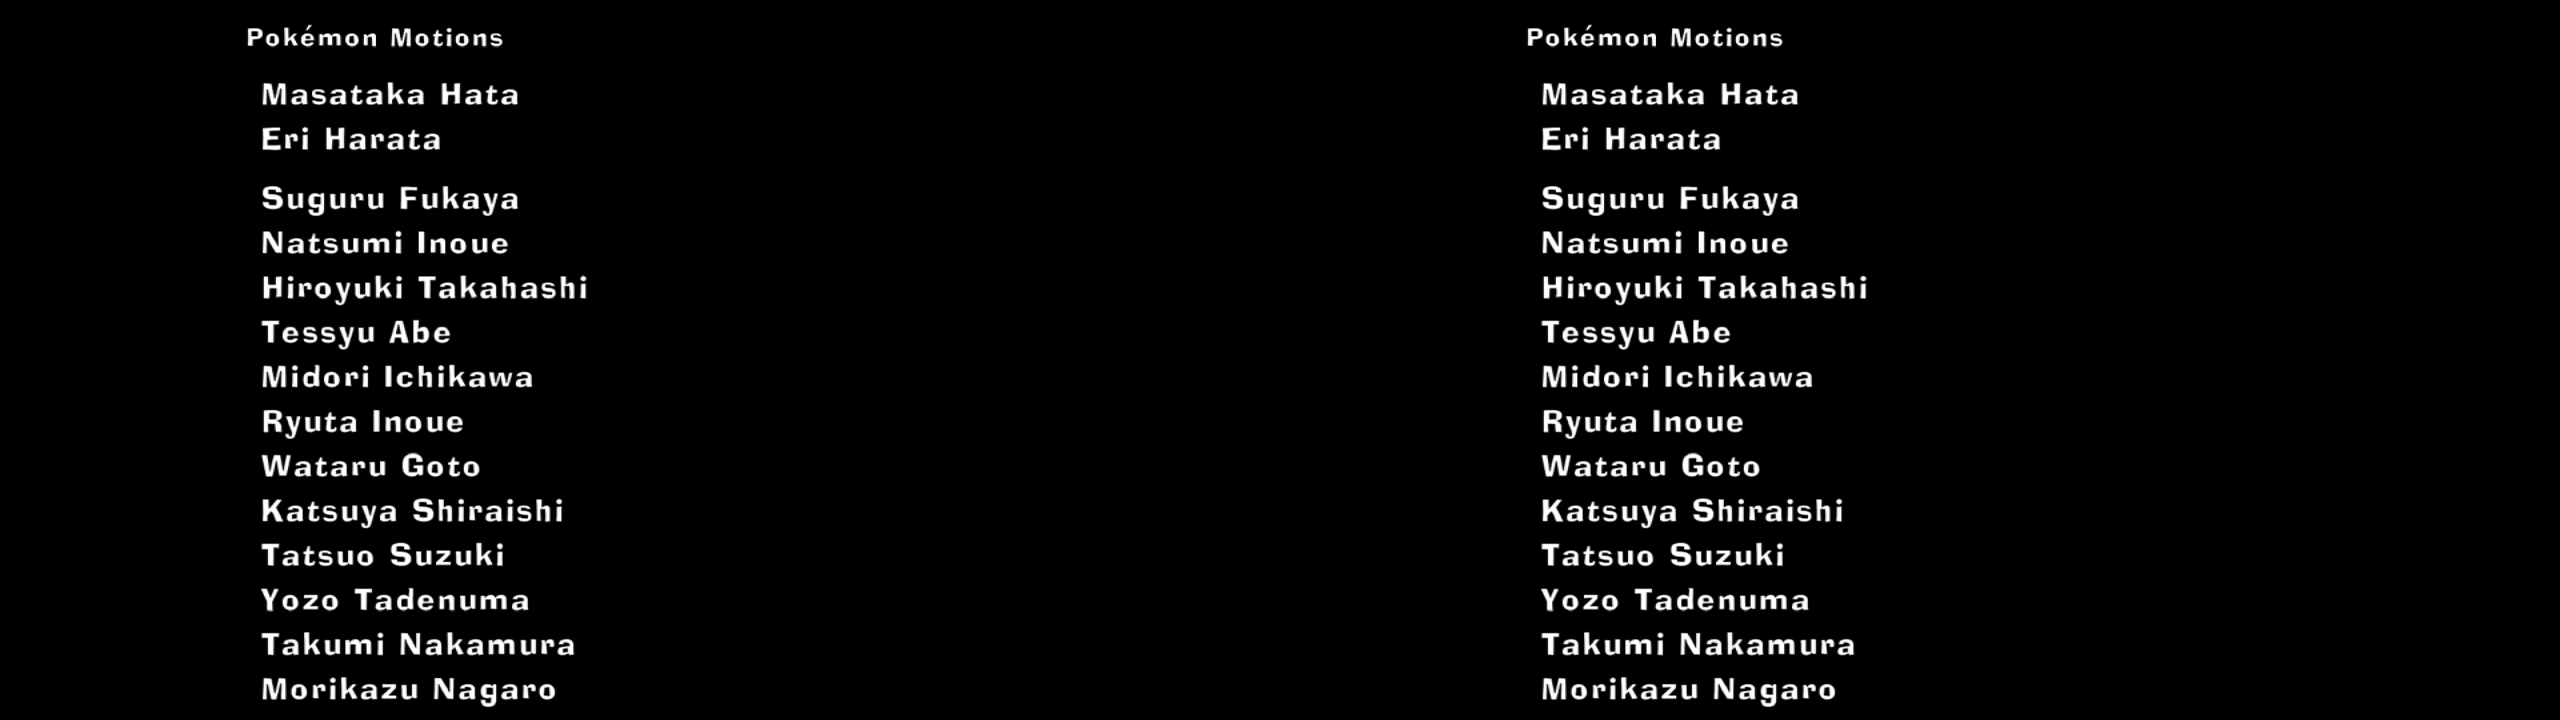 Pokémon Motions
Masataka Hata
Eri Harata
Suguru Fukaya
Natsumi Inoue
Hiroyuki Takahashi
Tessyu Abe
Midori Ichikawa
Ryuta Inoue
Wataru Goto
Katsuya Shiraishi
Tatsuo Suzuki
Yozo Tadenuma
Takumi Nakamura
Morikazu Nagaro
Pokémon Motions
Masataka Hata
Eri Harata
Suguru Fukaya
Natsumi Inoue
Hiroyuki Takahashi
Tessyu Abe
Midori Ichikawa
Ryuta Inoue
Wataru Goto
Katsuya Shiraishi
Tatsuo Suzuki
Yozo Tadenuma
Takumi Nakamura
Morikazu Nagaro